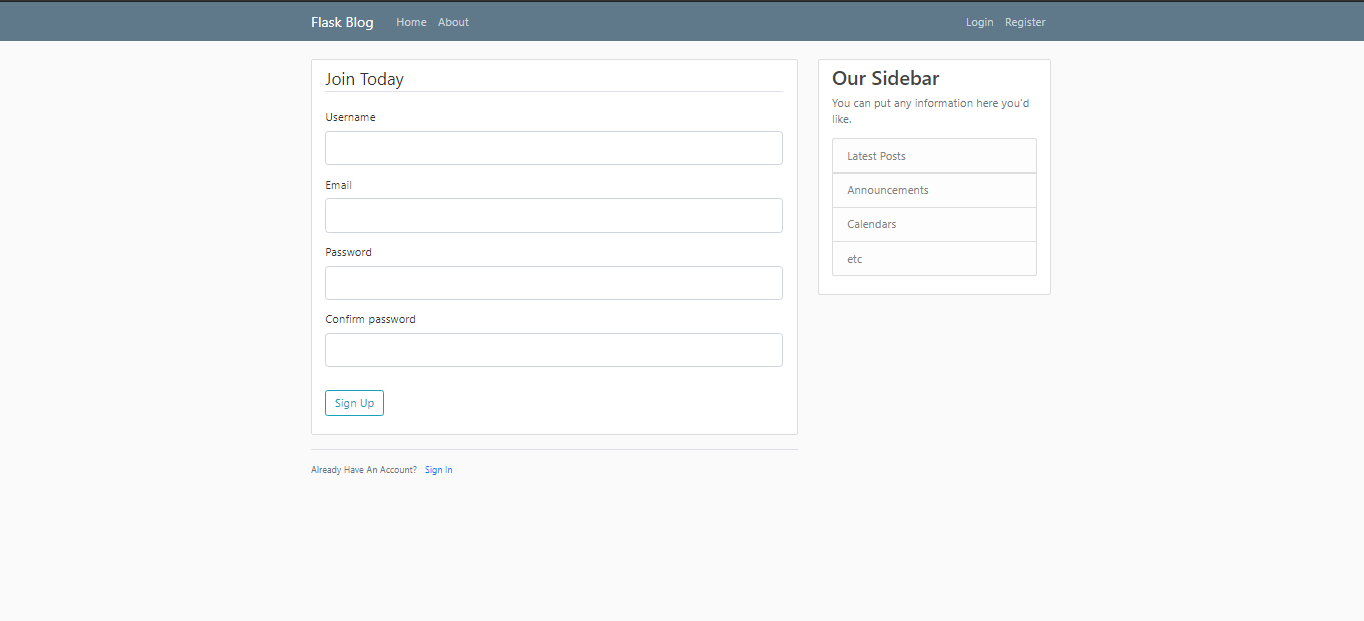 Flask Blog Home About Login Register
Join Today
Username
Email
Password
Confirm password
Sign Up
Already Have An Account? Sign In
Our Sidebar
You can put any information here you'd
like.
Latest Posts
Announcements
Calendars
etc